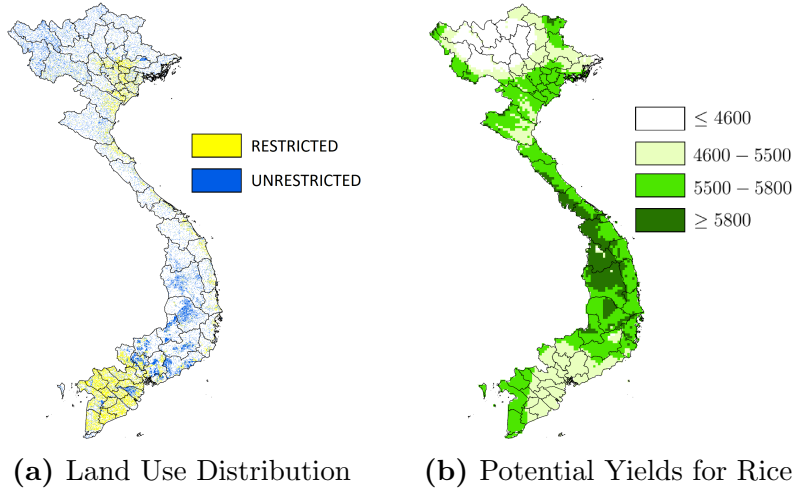 RESTRICTED
UNRESTRICTED
≤ 4600
4600 − 5500
5500 − 5800
≥ 5800
(a) Land Use Distribution
(b) Potential Yields for Rice